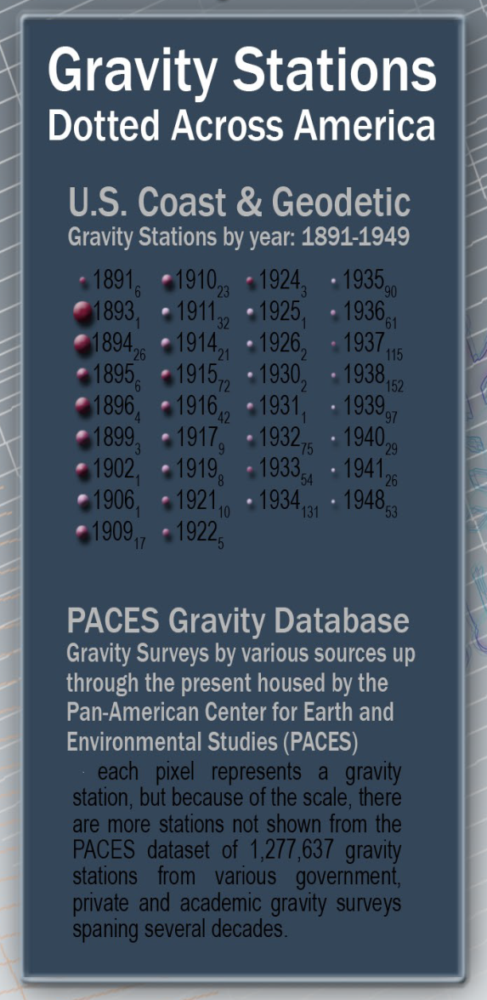 Gravity Stations
Dotted Across America
U.S. Coast & Geodetic
Gravity Stations by year: 1891-1949
1891 6 1910 23 1924 3 1935 90
1893 1 1911 32 1925 1 1936 61
1894 26 1914 21 1926 2 1937 115
1895 6 1915 72 1930 2 1938 152
1896 4 1916 42 1931 1 1939 97
1899 3 1917 9 1932 75 1940 29
1902 1 1919 8 1933 54 1941 26
1906 1 1921 10 1934 131 1948 53
1909 17 1922 5
PACES Gravity Database
Gravity Surveys by various sources up
through the present housed by the
Pan-American Center for Earth and
Environmental Studies (PACES)
each pixel represents a gravity
station, but because of the scale, there
are more stations not shown from the
PACES dataset of 1,277,637 gravity
stations from various government,
private and academic gravity surveys
spaning several decades.